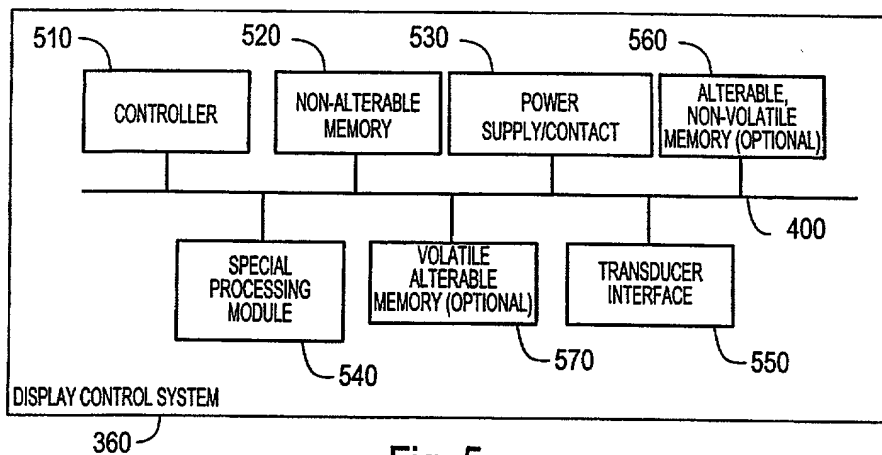 510
520
530
560
CONTROLLER
NON-ALTERABLE
MEMORY
POWER
SUPPLY/CONTACT
ALTERABLE,
NON-VOLATILE
MEMORY (OPTIONAL)
400
SPECIAL
PROCESSING
MODULE
VOLATILE
ALTERABLE
MEMORY (OPTIONAL)
TRANSDUCER
INTERFACE
540
570
550
DISPLAY CONTROL SYSTEM
360
Fig. 5